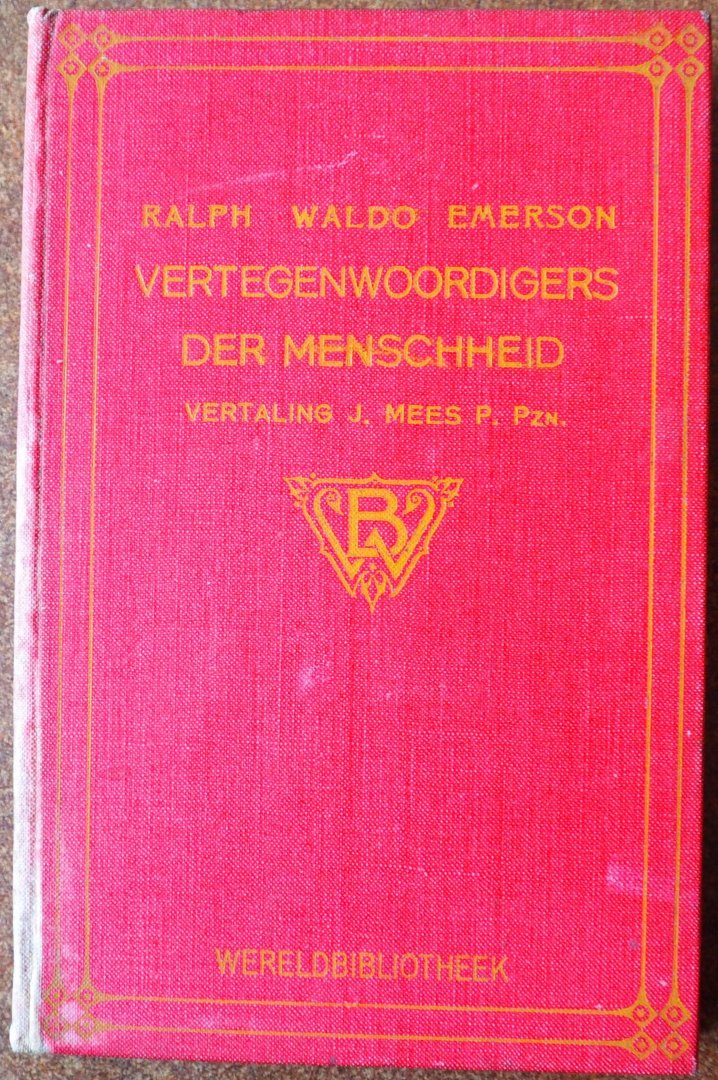 RALPH WALDO EMERSON
VERTEGENWOORDIGERS
DER MENSCHHEID
VERTALING J. MEES P. PZN.
WB
WERELDBIBLIOTHEEK